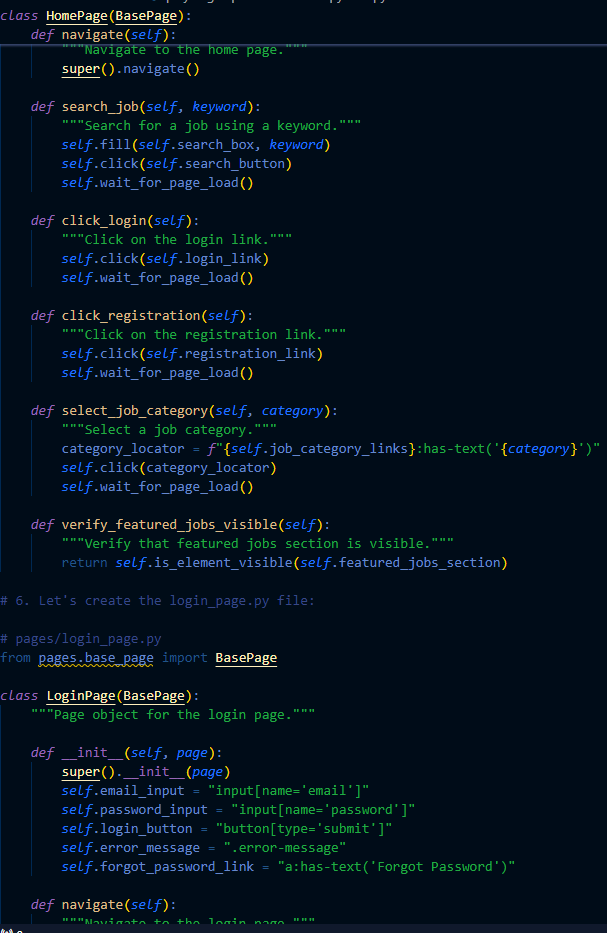 class HomePage(BasePage):
    def navigate(self):
        """Navigate to the home page."""
        super().navigate()

    def search_job(self, keyword):
        """Search for a job using a keyword."""
        self.fill(self.search_box, keyword)
        self.click(self.search_button)
        self.wait_for_page_load()

    def click_login(self):
        """Click on the login link."""
        self.click(self.login_link)
        self.wait_for_page_load()

    def click_registration(self):
        """Click on the registration link."""
        self.click(self.registration_link)
        self.wait_for_page_load()

    def select_job_category(self, category):
        """Select a job category."""
        category_locator = f"{self.job_category_links}:has-text('{category}')"
        self.click(category_locator)
        self.wait_for_page_load()

    def verify_featured_jobs_visible(self):
        """Verify that featured jobs section is visible."""
        return self.is_element_visible(self.featured_jobs_section)

# 6. Let's create the login_page.py file:

# pages/login_page.py
from pages.base_page import BasePage

class LoginPage(BasePage):
    """Page object for the login page."""

    def __init__(self, page):
        super().__init__(page)
        self.email_input = "input[name='email']"
        self.password_input = "input[name='password']"
        self.login_button = "button[type='submit']"
        self.error_message = ".error-message"
        self.forgot_password_link = "a:has-text('Forgot Password')"

    def navigate(self):
        """Navigate to the login page."""